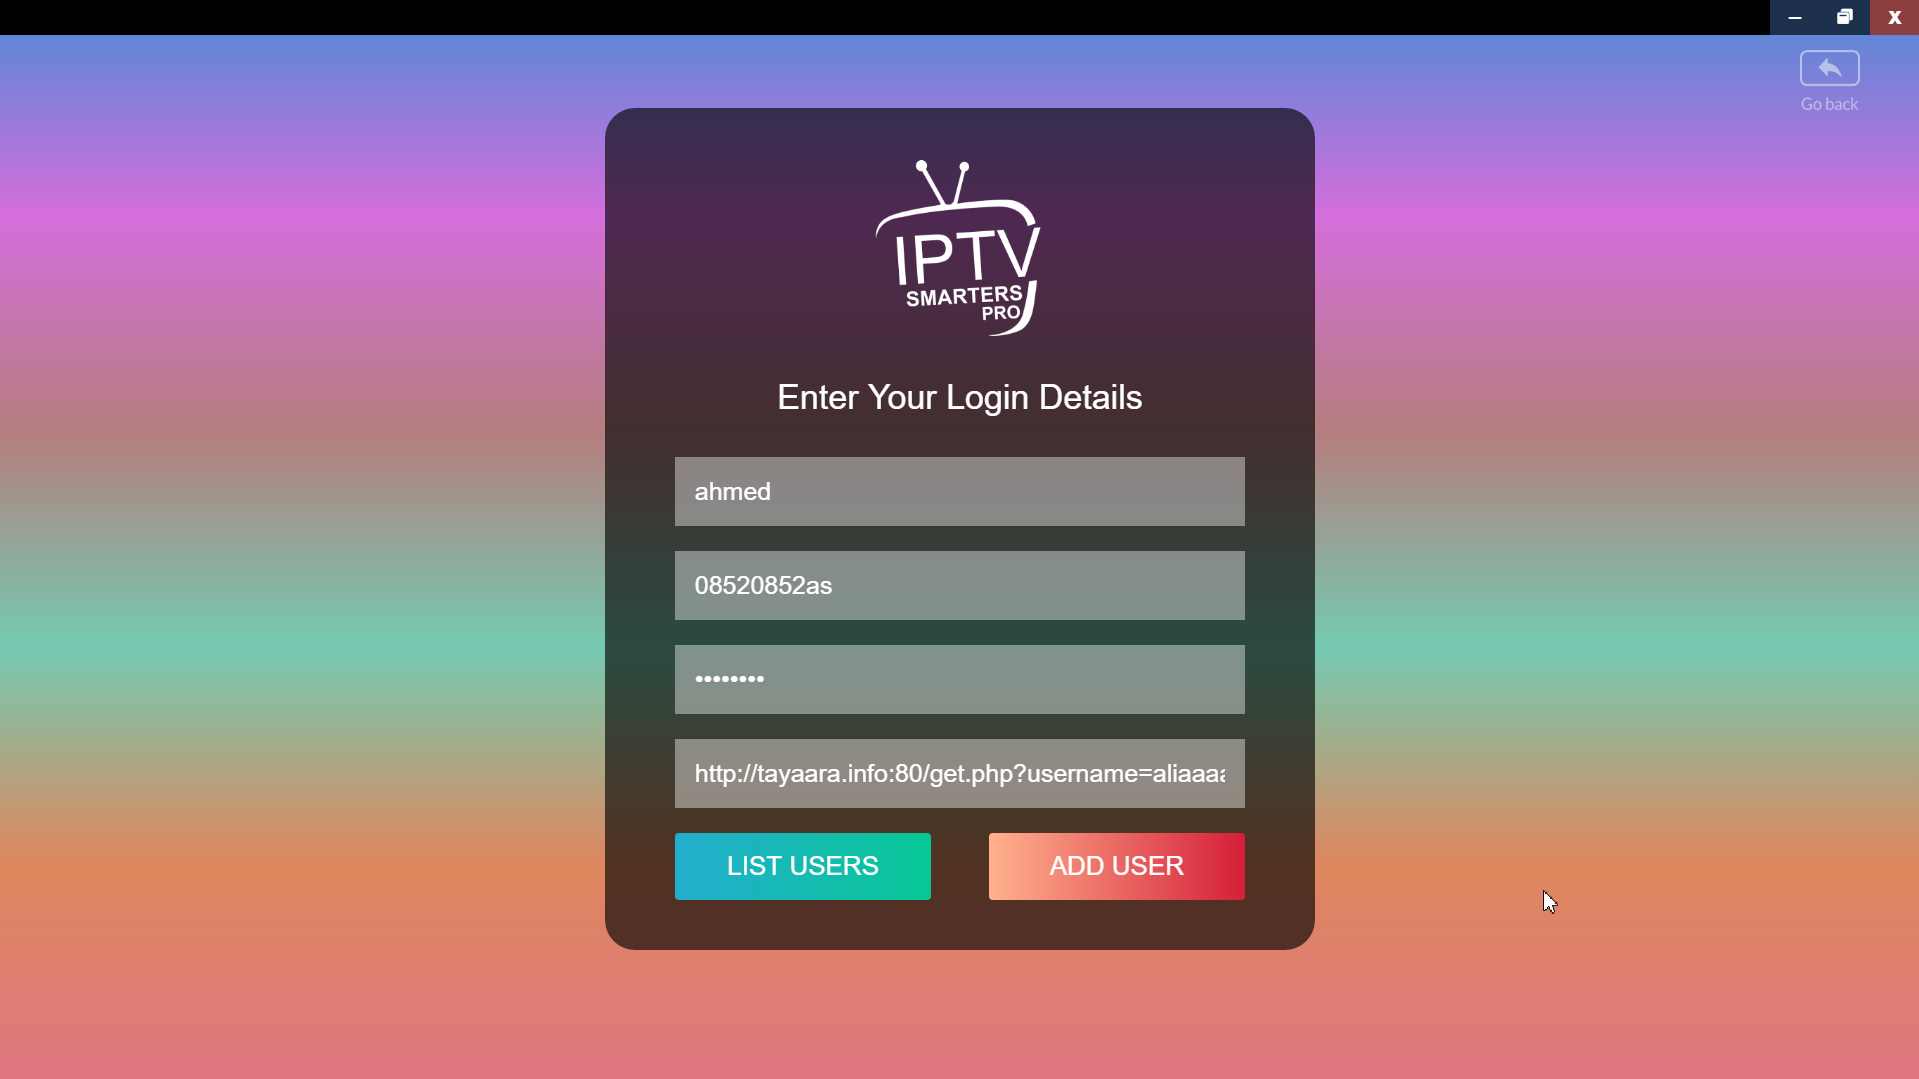 X
Go back
IPTV
SMARTERS
PRO
Enter Your Login Details
ahmed
08520852as
••••••••
http://tayaara.info:80/get.php?username=aliaaa
LIST USERS
ADD USER